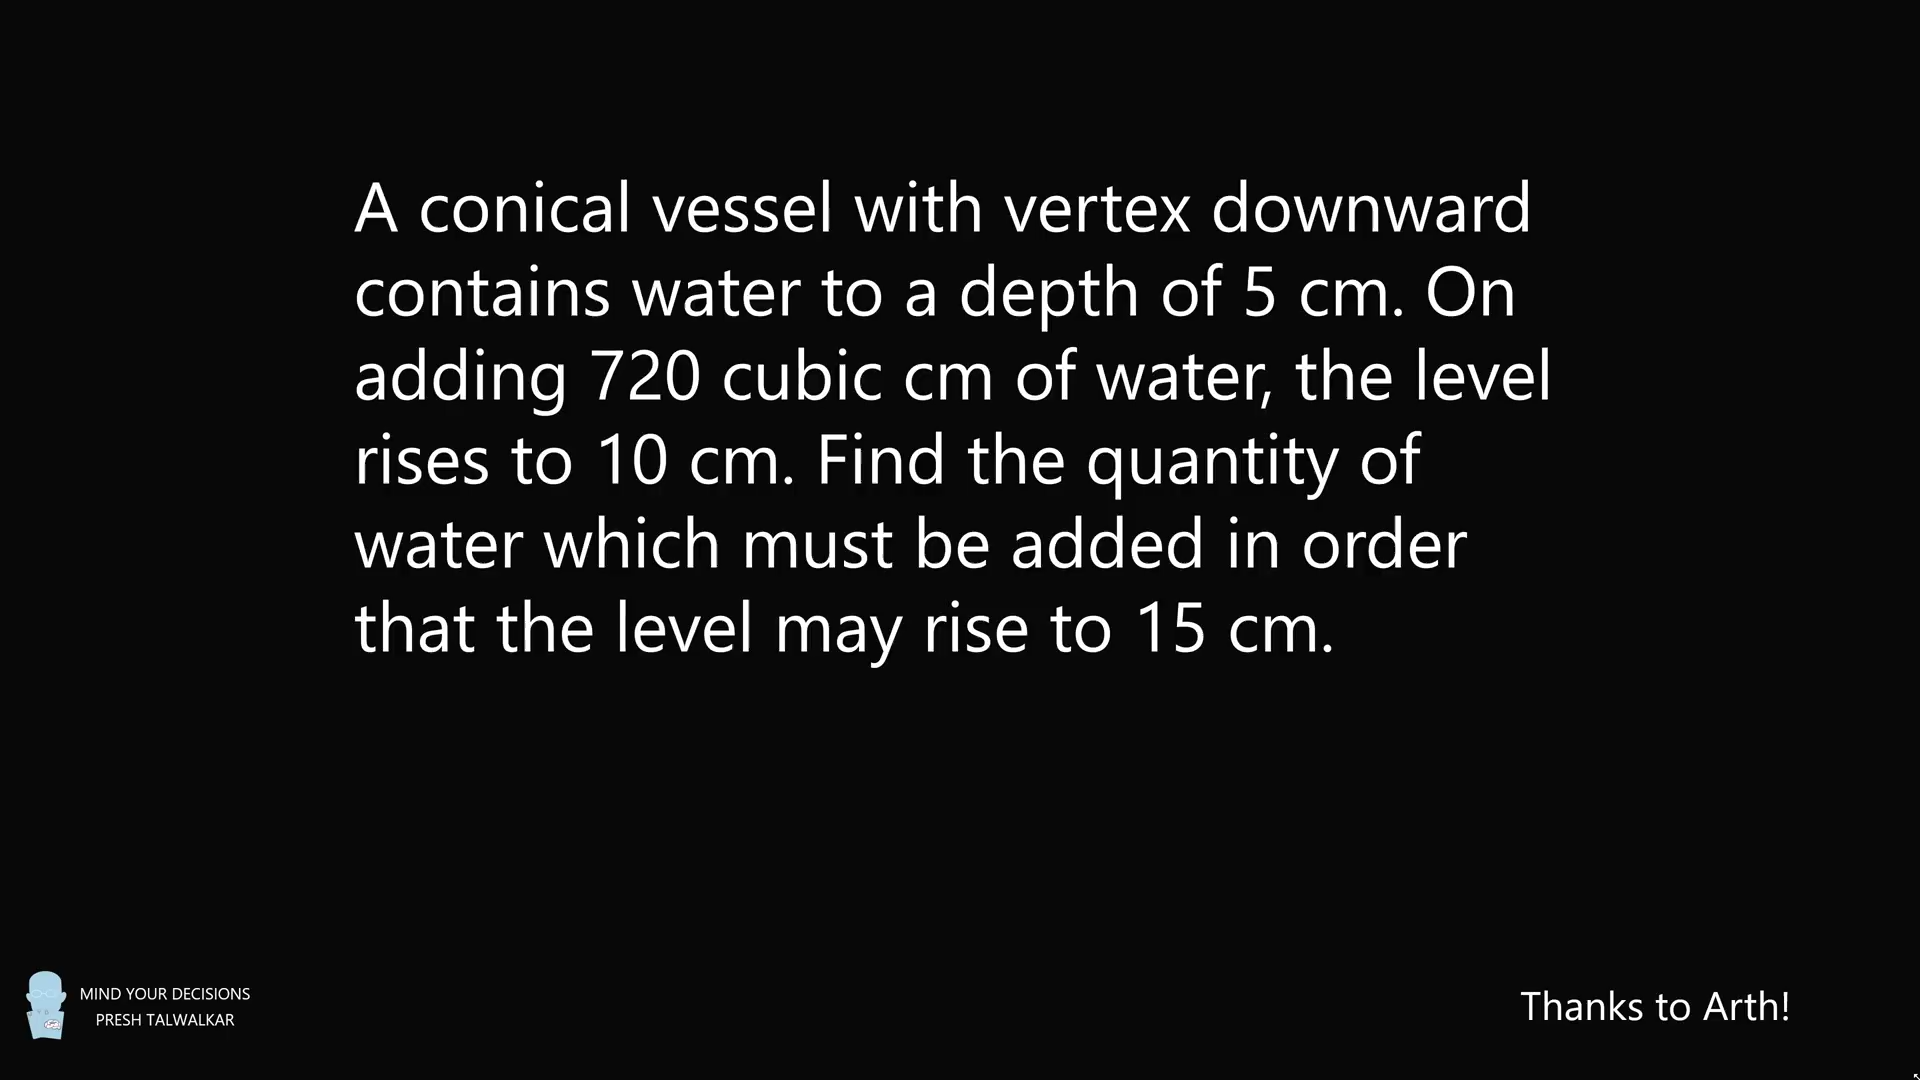 A conical vessel with vertex downward
contains water to a depth of 5 cm. On
adding 720 cubic cm of water, the level
rises to 10 cm. Find the quantity of
water which must be added in order
that the level may rise to 15 cm.
MIND YOUR DECISIONS
PRESH TALWALKAR
Thanks to Arth!